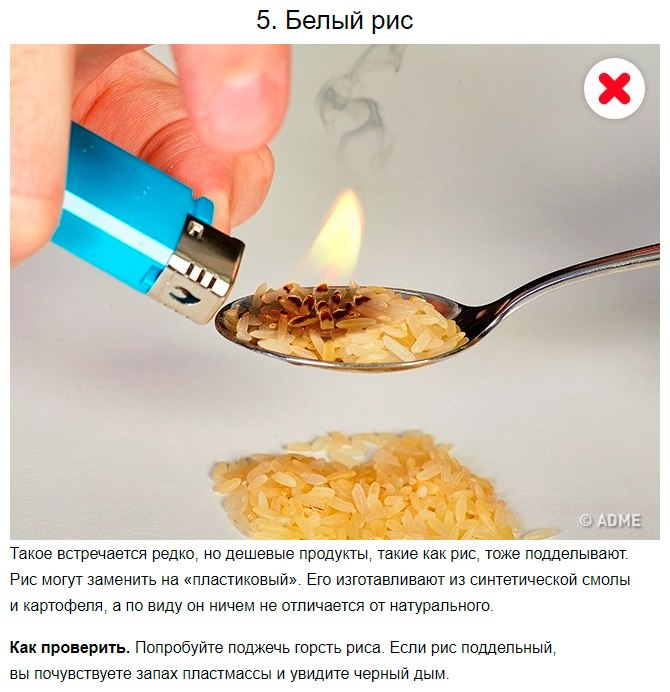 5. Белый рис
© ADME
Такое встречается редко, но дешевые продукты, такие как рис, тоже подделывают.
Рис могут заменить на «пластиковый». Его изготавливают из синтетической смолы
и картофеля, а по виду он ничем не отличается от натурального.
Как проверить. Попробуйте поджечь горсть риса. Если рис поддельный,
вы почувствуете запах пластмассы и увидите черный дым.